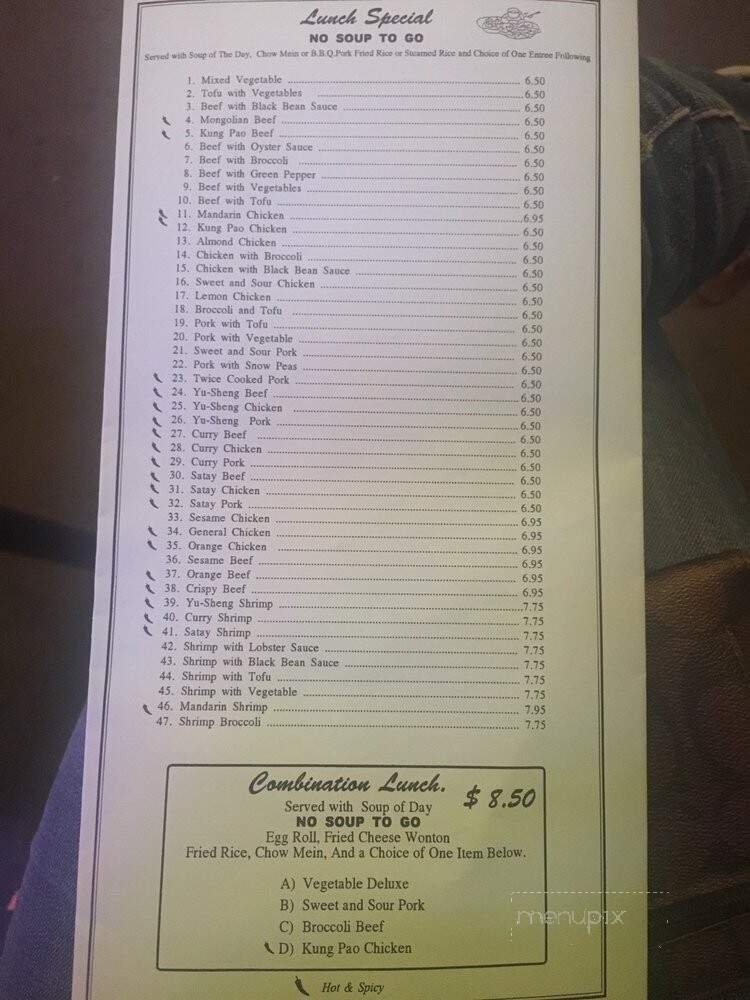 Lunch Special
NO SOUP TO GO
Served with Soup of The Day, Chow Mein or B.B.Q.Pork Fried Rice or Steamed Rice and Choice of One Entree Following
1. Mixed Vegetable 6.50
2. Tofu with Vegetables 6.50
3. Beef with Black Bean Sauce 6.50
4. Mongolian Beef 6.50
5. Kung Pao Beef 6.50
6. Beef with Oyster Sauce 6.50
7. Beef with Broccoli 6.50
8. Beef with Green Pepper 6.50
9. Beef with Vegetables 6.50
10. Beef with Tofu 6.50
11. Mandarin Chicken 6.95
12. Kung Pao Chicken 6.50
13. Almond Chicken 6.50
14. Chicken with Broccoli 6.50
15. Chicken with Black Bean Sauce 6.50
16. Sweet and Sour Chicken 6.50
17. Lemon Chicken 6.50
18. Broccoli and Tofu 6.50
19. Pork with Tofu 6.50
20. Pork with Vegetable 6.50
21. Sweet and Sour Pork 6.50
22. Pork with Snow Peas 6.50
23. Twice Cooked Pork 6.50
24. Yu-Sheng Beef 6.50
25. Yu-Sheng Chicken 6.50
26. Yu-Sheng Pork 6.50
27. Curry Beef 6.50
28. Curry Chicken 6.50
29. Curry Pork 6.50
30. Satay Beef 6.50
31. Satay Chicken 6.50
32. Satay Pork 6.50
33. Sesame Chicken 6.95
34. General Chicken 6.95
35. Orange Chicken 6.95
36. Sesame Beef 6.95
37. Orange Beef 6.95
38. Crispy Beef 6.95
39. Yu-Sheng Shrimp 7.75
40. Curry Shrimp 7.75
41. Satay Shrimp 7.75
42. Shrimp with Lobster Sauce 7.75
43. Shrimp with Black Bean Sauce 7.75
44. Shrimp with Tofu 7.75
45. Shrimp with Vegetable 7.75
46. Mandarin Shrimp 7.95
47. Shrimp Broccoli 7.75
Combination Lunch. $ 8.50
Served with Soup of Day
NO SOUP TO GO
Egg Roll, Fried Cheese Wonton
Fried Rice, Chow Mein, And a Choice of One Item Below.
A) Vegetable Deluxe
B) Sweet and Sour Pork
C) Broccoli Beef
D) Kung Pao Chicken
Hot & Spicy
menupix